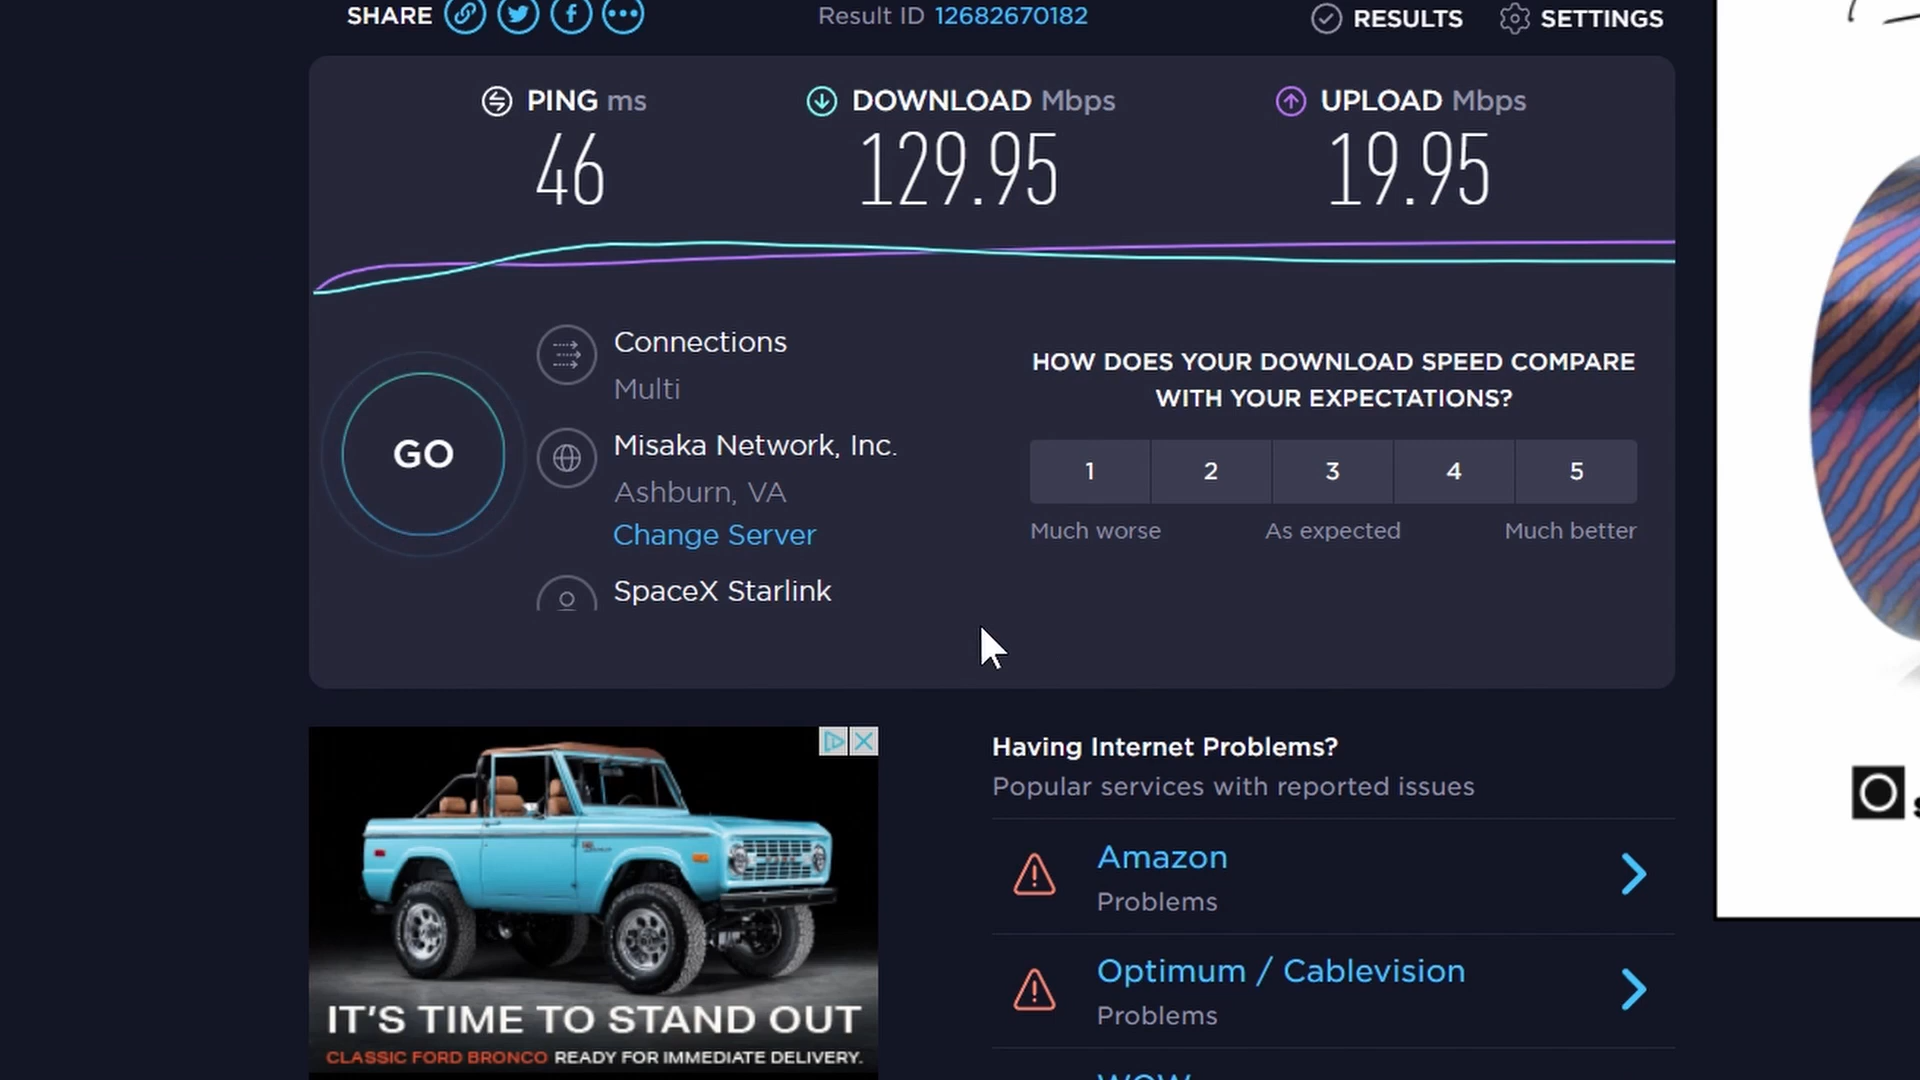 SHARE
Result ID 12682670182
RESULTS
SETTINGS
PING ms
46
DOWNLOAD Mbps
129.95
UPLOAD Mbps
19.95
GO
Connections
Multi
Misaka Network, Inc.
Ashburn, VA
Change Server
SpaceX Starlink
HOW DOES YOUR DOWNLOAD SPEED COMPARE
WITH YOUR EXPECTATIONS?
1 2 3 4 5
Much worse As expected Much better
IT'S TIME TO STAND OUT
CLASSIC FORD BRONCO READY FOR IMMEDIATE DELIVERY.
Having Internet Problems?
Popular services with reported issues
Amazon
Problems
Optimum / Cablevision
Problems
WOW